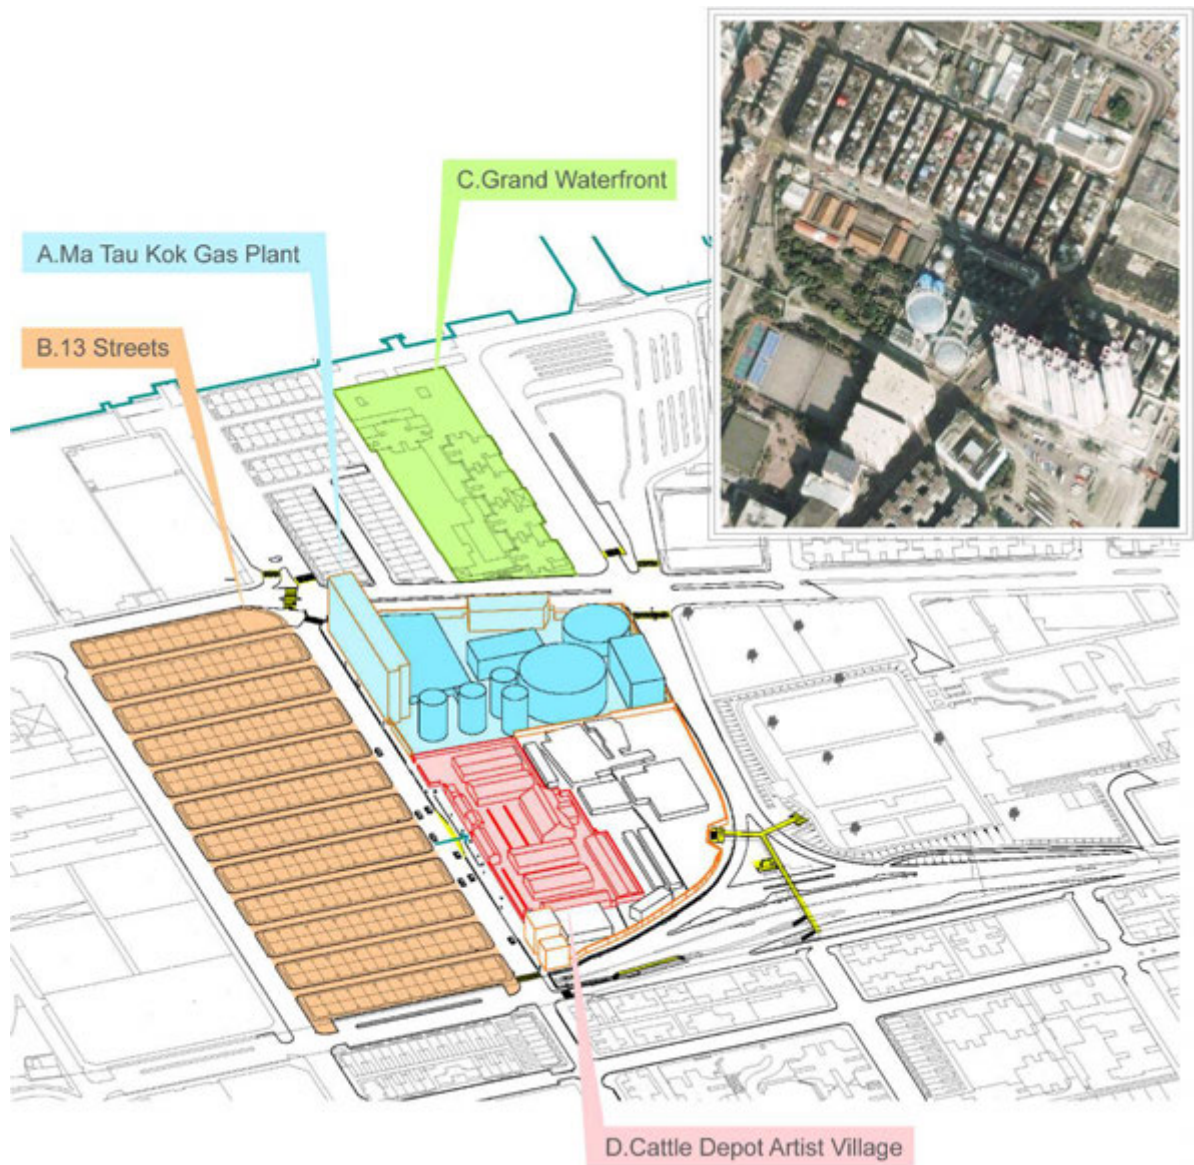 C.Grand Waterfront
A.Ma Tau Kok Gas Plant
B.13 Streets
D.Cattle Depot Artist Village